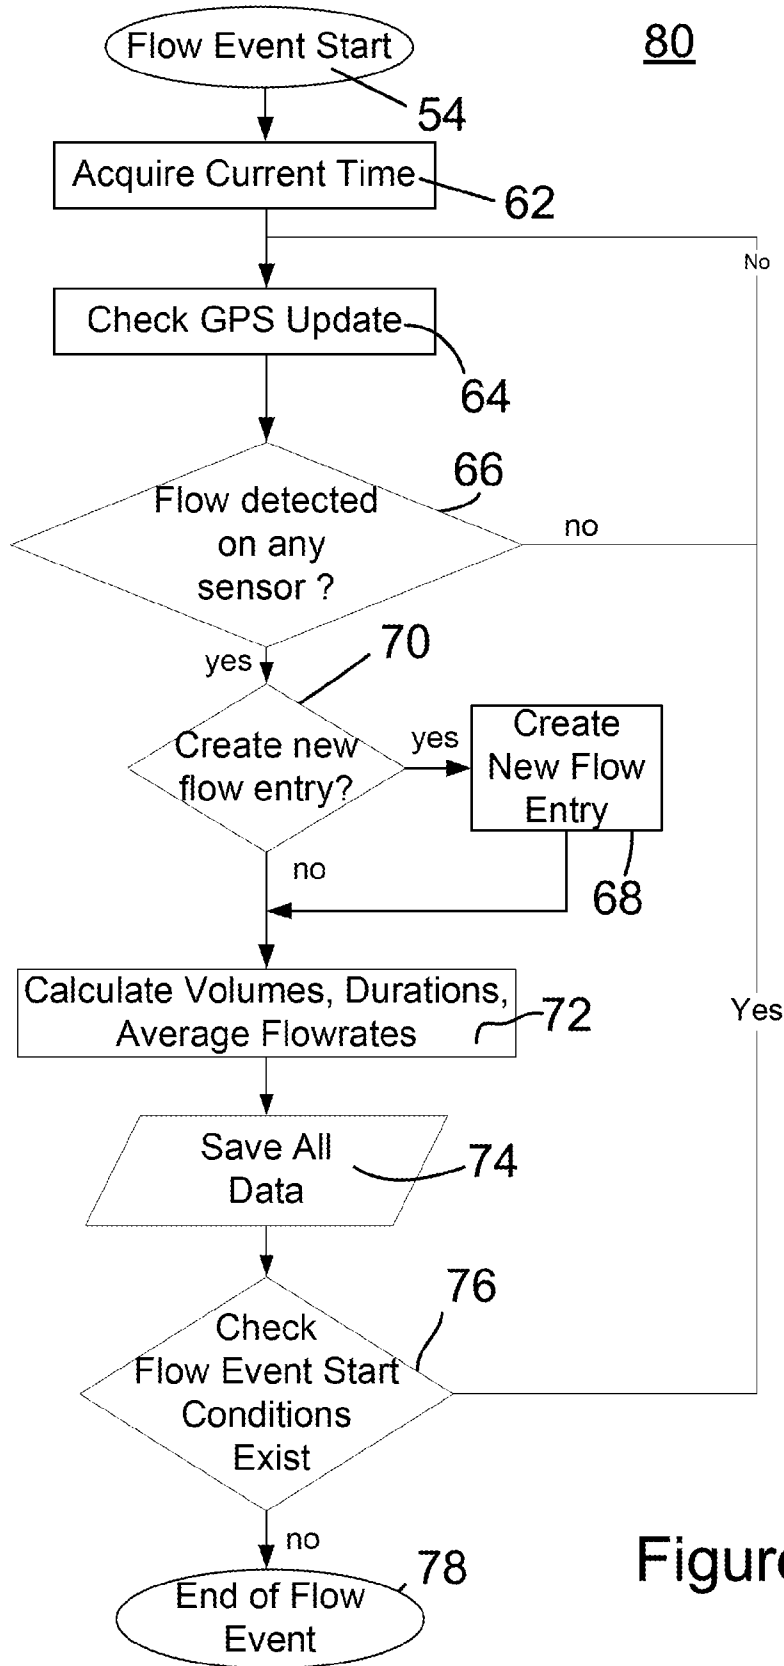 Flow Event Start
80
54
Acquire Current Time
62
No
Check GPS Update
64
66
Flow detected
on any
sensor ?
no
yes
70
Create new
flow entry?
yes
Create
New Flow
Entry
no
68
Calculate Volumes, Durations,
Average Flowrates
72
Yes
Save All
Data
74
76
Check
Flow Event Start
Conditions
Exist
no
Figure
78
End of Flow
Event